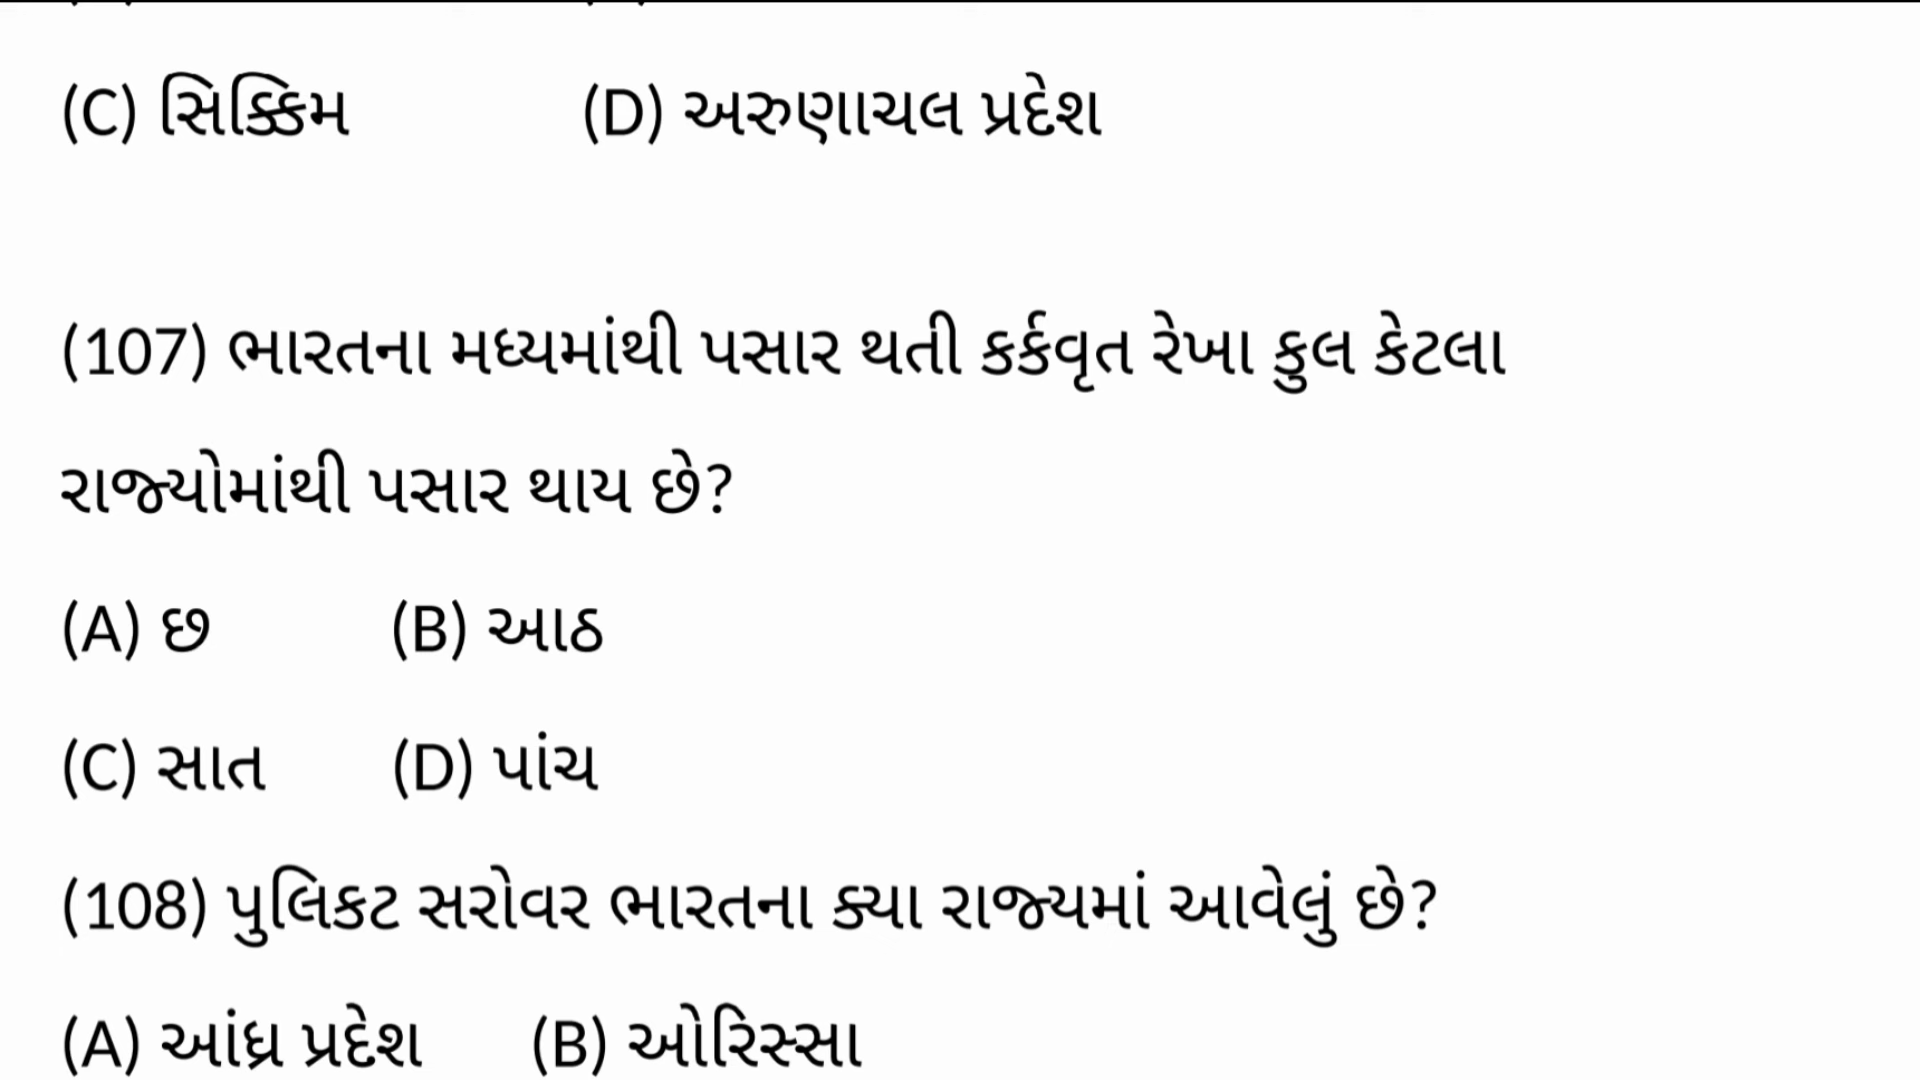 (C) સિક્કિમ (D) અરુણાચલ પ્રદેશ
(107) ભારતના મધ્યમાંથી પસાર થતી કર્કવૃત રેખા કુલ કેટલા
રાજ્યોમાંથી પસાર થાય છે?
(A) છ (B) આઠ
(C) સાત (D) પાંચ
(108) પુલિકટ સરોવર ભારતના ક્યા રાજ્યમાં આવેલું છે?
(A) આંધ્ર પ્રદેશ (B) ઓરિસ્સા